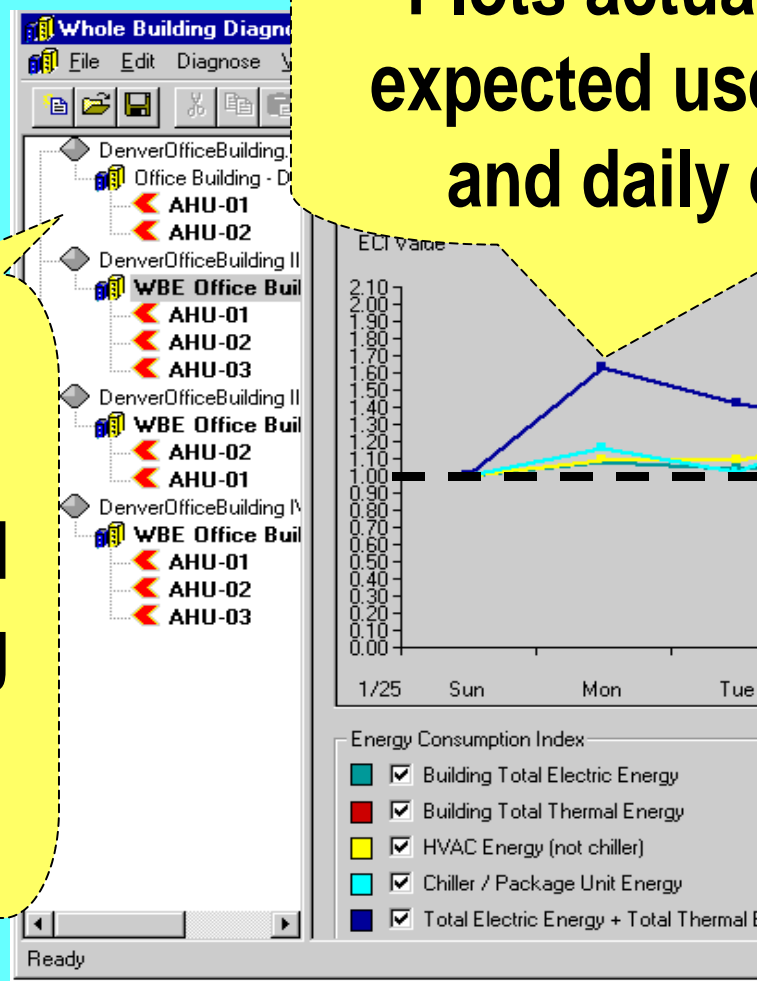 Plots actua
expected us
and daily
Whole Building Diagn
File Edit Diagnose
DenverOfficeBuilding.
Office Building - D
AHU-01
AHU-02
DenverOfficeBuilding II
WBE Office Buil
AHU-01
AHU-02
AHU-03
DenverOfficeBuilding II
WBE Office Buil
AHU-02
AHU-01
DenverOfficeBuilding I
WBE Office Buil
AHU-01
AHU-02
AHU-03
ECI Value
2.10
2.00
1.90
1.80
1.70
1.60
1.50
1.40
1.30
1.20
1.10
1.00
0.90
0.80
0.70
0.60
0.50
0.40
0.30
0.20
0.10
0.00
1/25 Sun Mon Tue
Energy Consumption Index
Building Total Electric Energy
Building Total Thermal Energy
HVAC Energy (not chiller)
Chiller / Package Unit Energy
Total Electric Energy + Total Thermal E
Ready